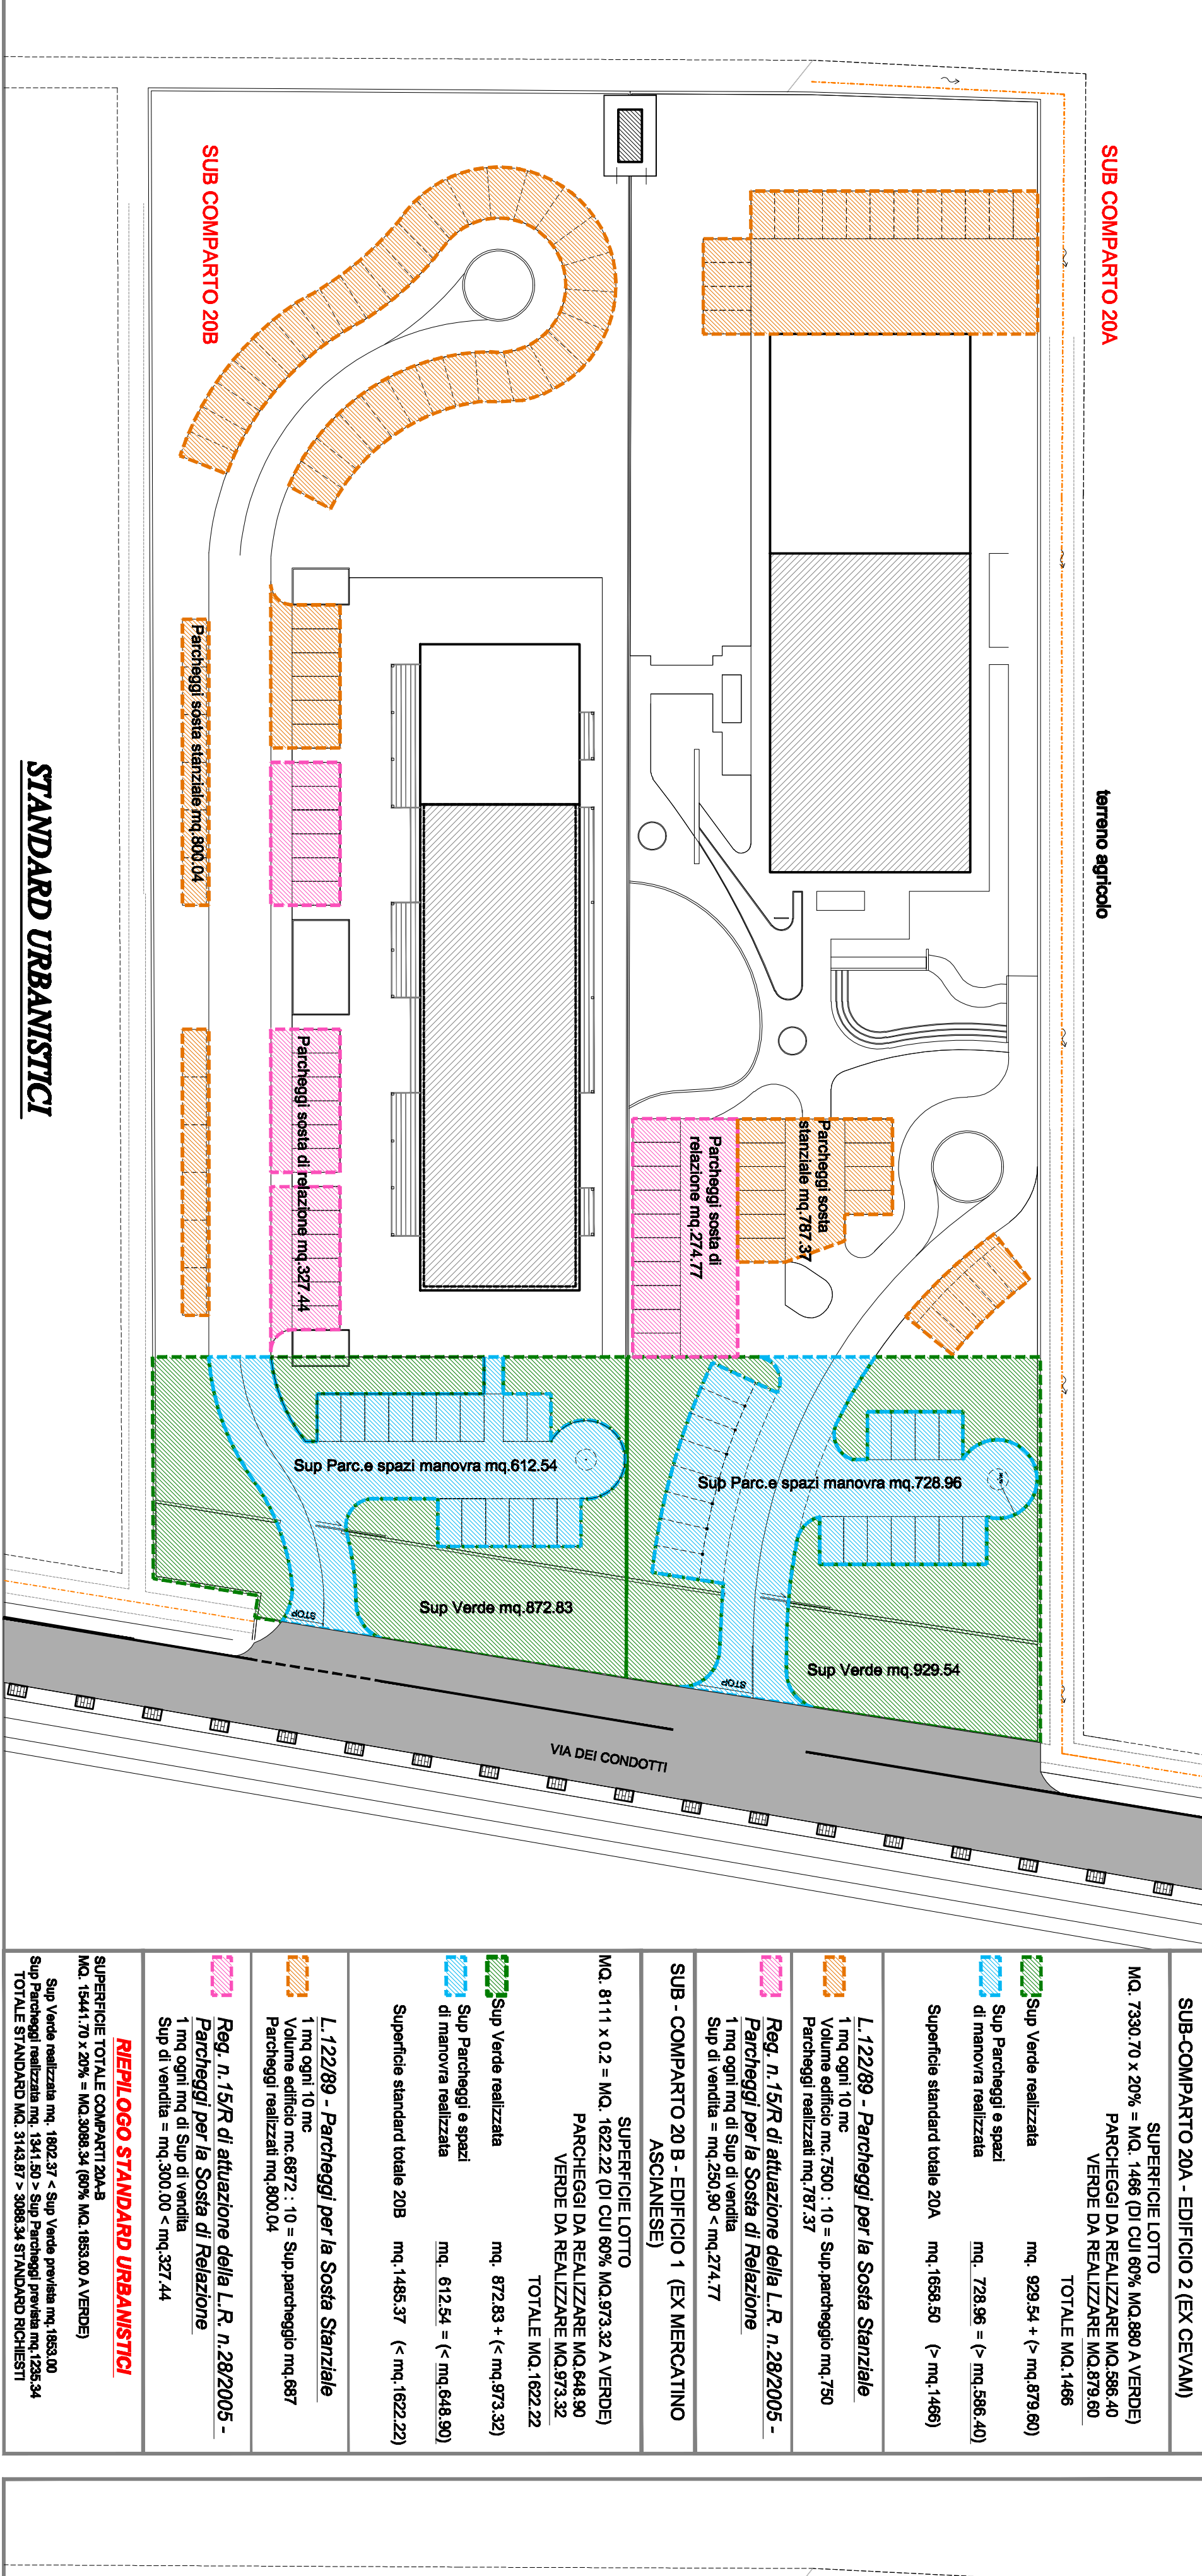 SUB COMPARTO 20A
SUB COMPARTO 20B
terreno agricolo
Parcheggi sosta stanziale mq.800.04
Parcheggi sosta di relazione mq.327.44
Parcheggi sosta
stanziale mq.787.37
Parcheggi sosta di
relazione mq.274.77
Sup Parc.e spazi manovra mq.728.96
Sup Parc.e spazi manovra mq.612.54
Sup Verde mq.929.54
Sup Verde mq.872.83
STOP
STOP
VIA DEI CONDOTTI
STANDARD URBANISTICI
SUB-COMPARTO 20A - EDIFICIO 2 (EX CEVAM)
SUPERFICIE LOTTO
MQ. 7330.70 x 20% = MQ. 1466 (DI CUI 60% MQ.880 A VERDE)
PARCHEGGI DA REALIZZARE MQ.586.40
VERDE DA REALIZZARE MQ.879.60
TOTALE MQ.1466
Sup Verde realizzata mq. 929.54 + (> mq.879.60)
Sup Parcheggi e spazi
di manovra realizzata mq. 728.96 = (> mq.586.40)
Superficie standard totale 20A mq.1658.50 (> mq.1466)
L.122/89 - Parcheggi per la Sosta Stanziale
1 mq ogni 10 mc
Volume edificio mc.7500 : 10 = Sup.parcheggio mq.750
Parcheggi realizzati mq.787.37
Reg. n.15/R di attuazione della L.R. n.28/2005 -
Parcheggi per la Sosta di Relazione
1 mq ogni mq di Sup di vendita
Sup di vendita = mq.250,90 < mq.274.77
SUB - COMPARTO 20 B - EDIFICIO 1 (EX MERCATINO
ASCIANESE)
SUPERFICIE LOTTO
MQ. 8111 x 0.2 = MQ. 1622.22 (DI CUI 60% MQ.973.32 A VERDE)
PARCHEGGI DA REALIZZARE MQ.648.90
VERDE DA REALIZZARE MQ.973.32
TOTALE MQ.1622.22
Sup Verde realizzata mq. 872.83 + (< mq.973.32)
Sup Parcheggi e spazi
di manovra realizzata mq. 612.54 = (< mq.648.90)
Superficie standard totale 20B mq.1485.37 (< mq.1622.22)
L.122/89 - Parcheggi per la Sosta Stanziale
1 mq ogni 10 mc
Volume edificio mc.6872 : 10 = Sup.parcheggio mq.687
Parcheggi realizzati mq.800.04
Reg. n.15/R di attuazione della L.R. n.28/2005 -
Parcheggi per la Sosta di Relazione
1 mq ogni mq di Sup di vendita
Sup di vendita = mq.300.00 < mq.327.44
RIEPILOGO STANDARD URBANISTICI
SUPERFICIE TOTALE COMPARTI 20A-B
MQ. 15441.70 x 20% = MQ.3088.34 (60% MQ.1853.00 A VERDE)
Sup Verde realizzata mq. 1802.37 < Sup Verde prevista mq.1853.00
Sup Parcheggi realizzata mq. 1341.50 > Sup Parcheggi prevista mq.1235.34
TOTALE STANDARD MQ. 3143.87 > 3088.34 STANDARD RICHIESTI